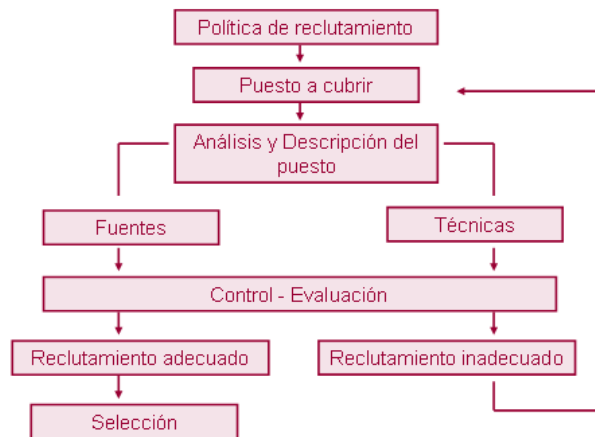 Política de reclutamiento
Puesto a cubrir
Análisis y Descripción del
puesto
Fuentes
Técnicas
Control - Evaluación
Reclutamiento adecuado
Reclutamiento inadecuado
Selección